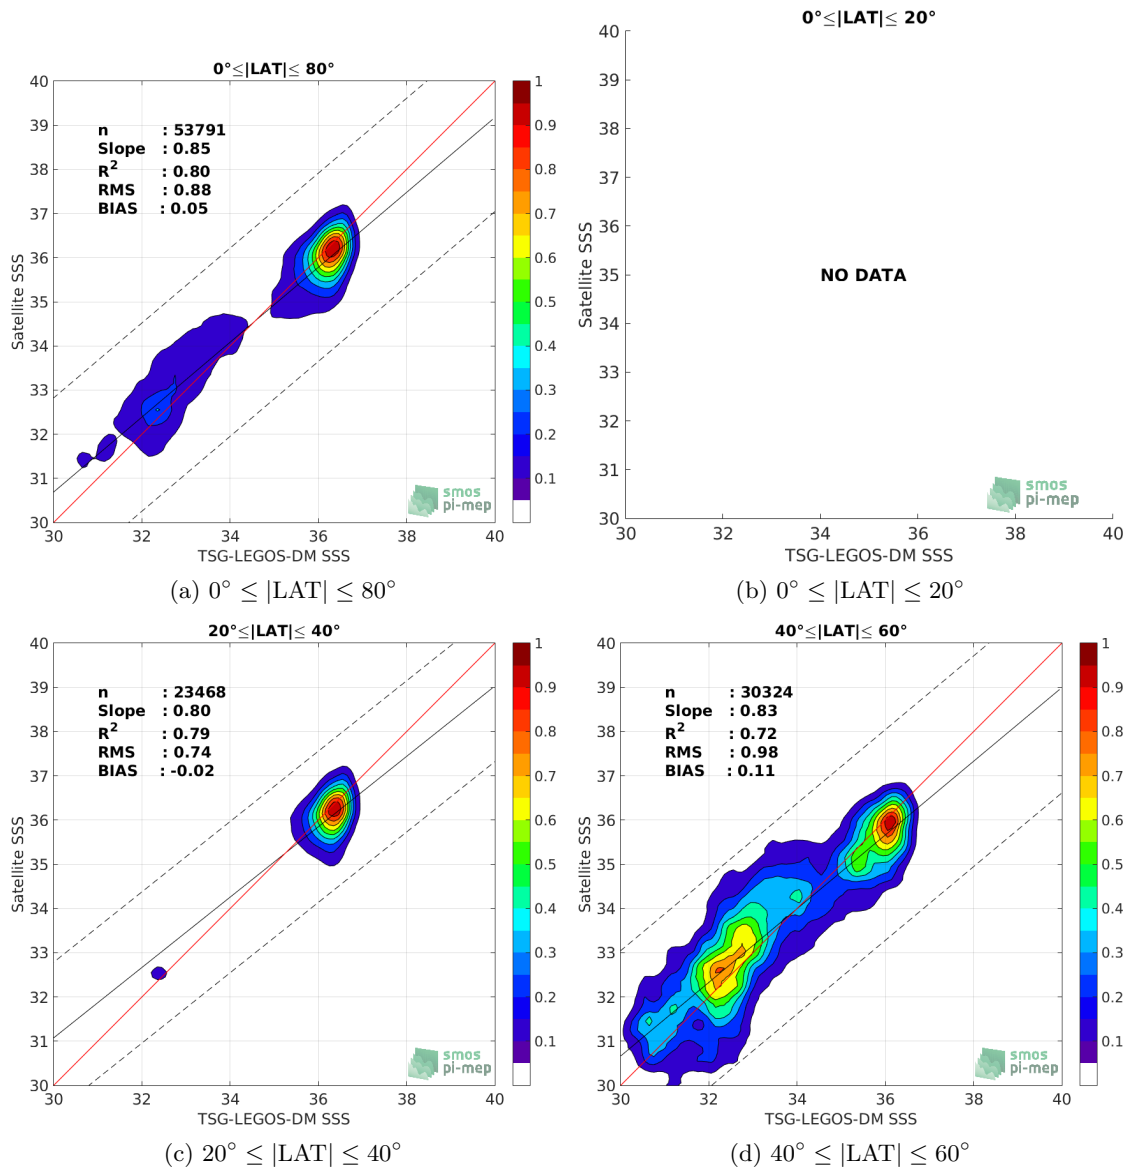 0°≤|LAT|≤ 80°
40
39
38
37
36
35
34
33
32
31
30
Satellite SSS
n : 53791
Slope : 0.85
R² : 0.80
RMS : 0.88
BIAS : 0.05
smos
pi-mep
30 32 34 36 38 40
TSG-LEGOS-DM SSS
1
0.9
0.8
0.7
0.6
0.5
0.4
0.3
0.2
0.1
(a) 0° ≤ |LAT| ≤ 80°
0°≤|LAT|≤ 20°
40
39
38
37
36
35
34
33
32
31
30
Satellite SSS
NO DATA
smos
pi-mep
30 32 34 36 38 40
TSG-LEGOS-DM SSS
(b) 0° ≤ |LAT| ≤ 20°
20°≤|LAT|≤ 40°
40
39
38
37
36
35
34
33
32
31
30
Satellite SSS
n : 23468
Slope : 0.80
R² : 0.79
RMS : 0.74
BIAS : -0.02
smos
pi-mep
30 32 34 36 38 40
TSG-LEGOS-DM SSS
1
0.9
0.8
0.7
0.6
0.5
0.4
0.3
0.2
0.1
(c) 20° ≤ |LAT| ≤ 40°
40°≤|LAT|≤ 60°
40
39
38
37
36
35
34
33
32
31
30
Satellite SSS
n : 30324
Slope : 0.83
R² : 0.72
RMS : 0.98
BIAS : 0.11
smos
pi-mep
30 32 34 36 38 40
TSG-LEGOS-DM SSS
1
0.9
0.8
0.7
0.6
0.5
0.4
0.3
0.2
0.1
(d) 40° ≤ |LAT| ≤ 60°